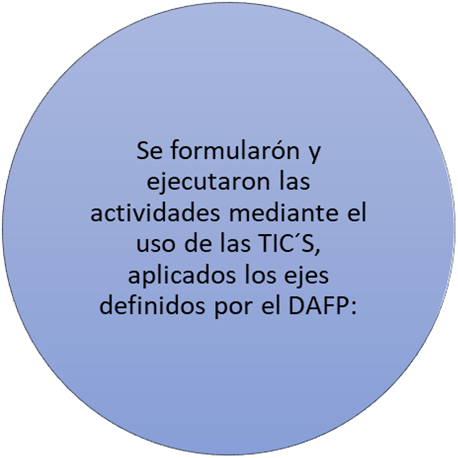 Se formularón y
ejecutaron las
actividades mediante el
uso de las TIC´S,
aplicados los ejes
definidos por el DAFP: